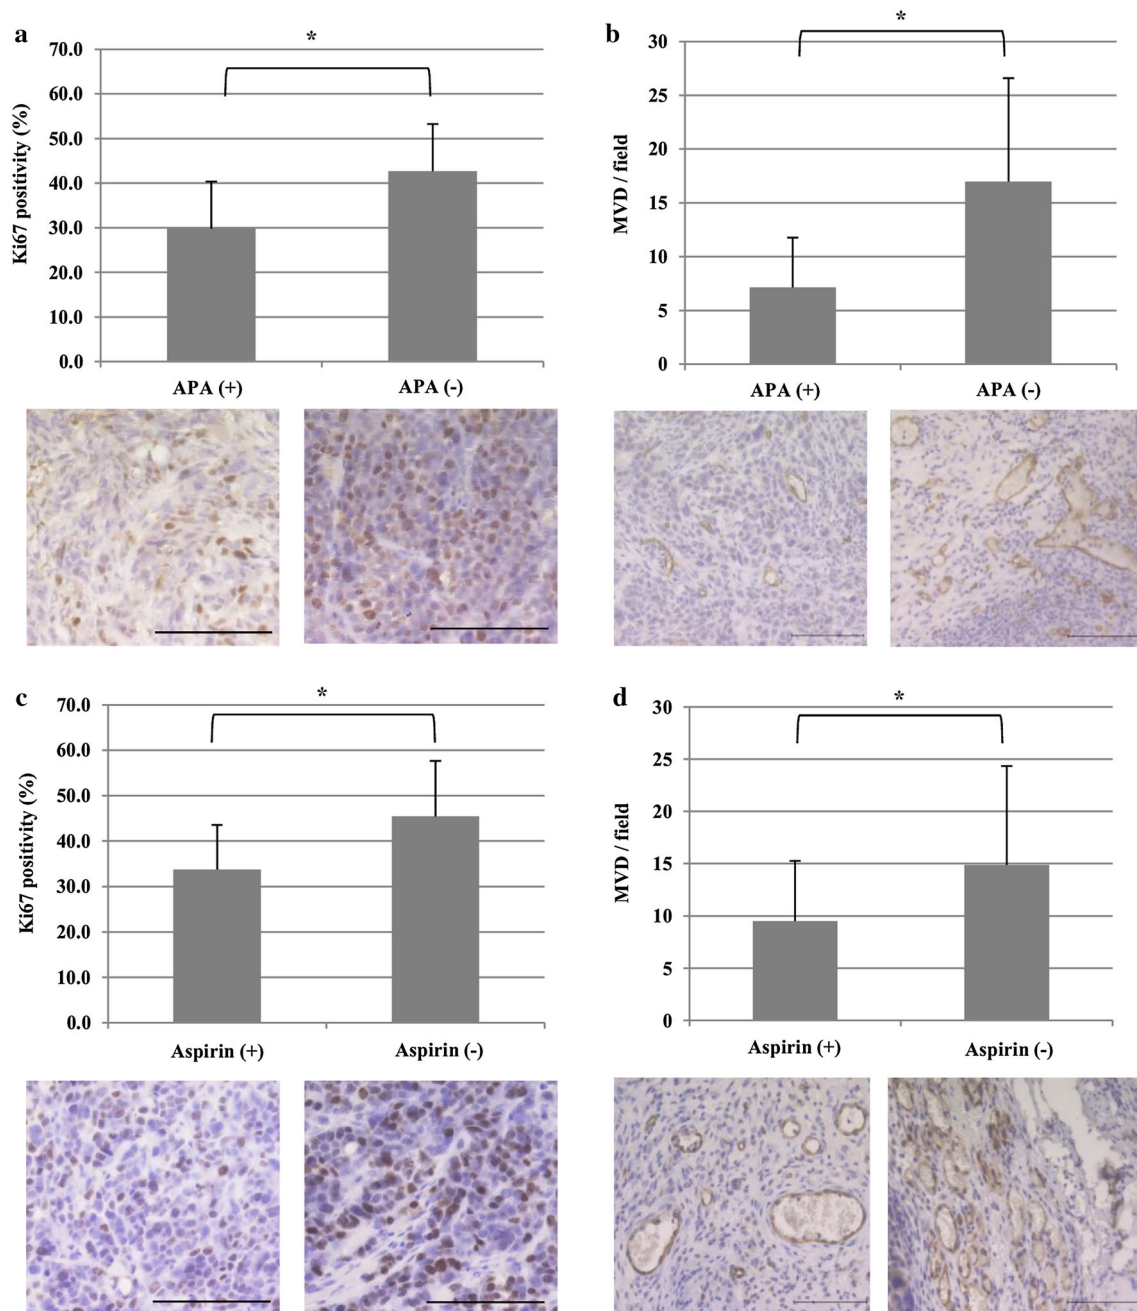 a
*
70.0
60.0
50.0
40.0
30.0
20.0
10.0
0.0
Ki67 positivity (%)
APA (+)
APA (-)
b
*
30
25
20
15
10
5
0
MVD / field
APA (+)
APA (-)
c
*
70.0
60.0
50.0
40.0
30.0
20.0
10.0
0.0
Ki67 positivity (%)
Aspirin (+)
Aspirin (-)
d
*
30
25
20
15
10
5
0
MVD / field
Aspirin (+)
Aspirin (-)